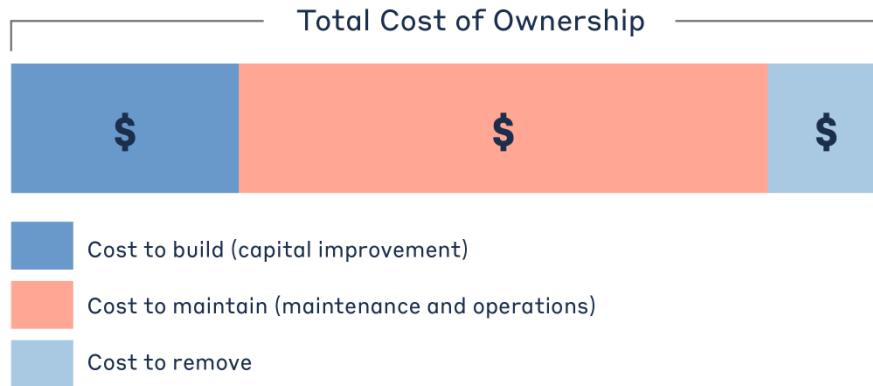 Total Cost of Ownership
$ $ $
Cost to build (capital improvement)
Cost to maintain (maintenance and operations)
Cost to remove